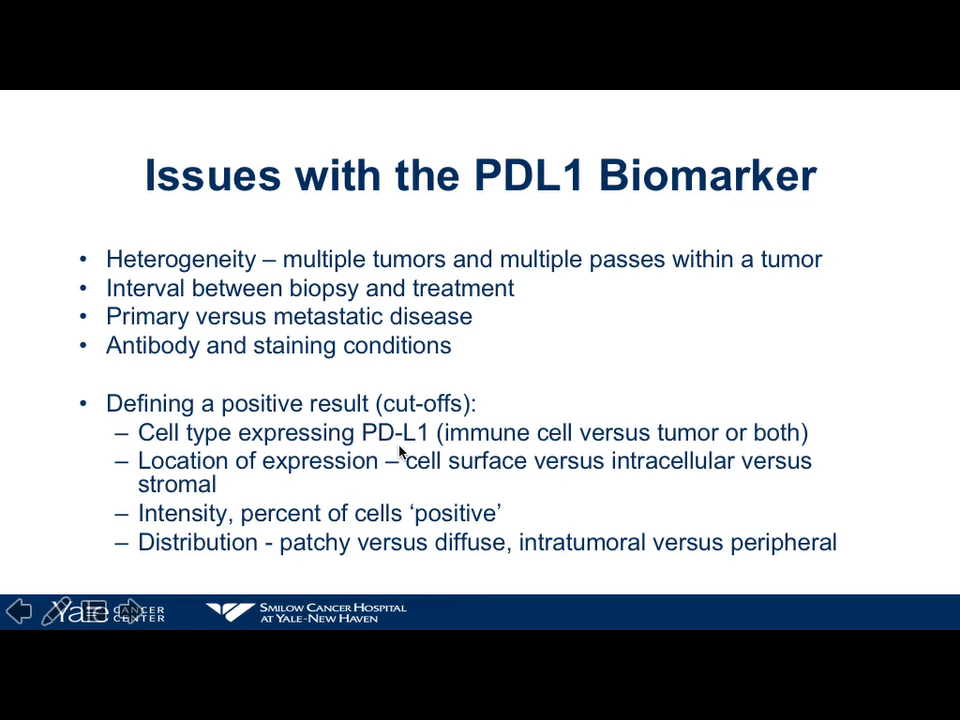 Issues with the PDL1 Biomarker
• Heterogeneity – multiple tumors and multiple passes within a tumor
• Interval between biopsy and treatment
• Primary versus metastatic disease
• Antibody and staining conditions
• Defining a positive result (cut-offs):
– Cell type expressing PD-L1 (immune cell versus tumor or both)
– Location of expression – cell surface versus intracellular versus
stromal
– Intensity, percent of cells ‘positive’
– Distribution - patchy versus diffuse, intratumoral versus peripheral
Yale CANCER
CENTER
SMILOW CANCER HOSPITAL
AT YALE-NEW HAVEN